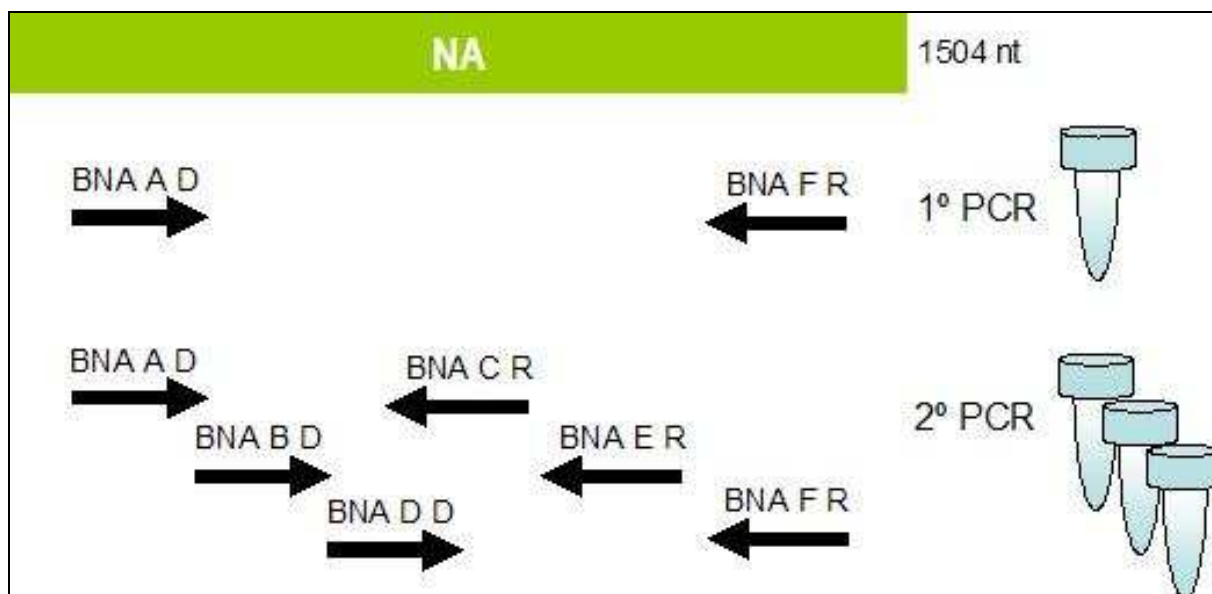 NA
1504 nt
BNA A D
BNA F R
1º PCR
BNA A D
BNA C R
2º PCR
BNA B D
BNA E R
BNA D D
BNA F R